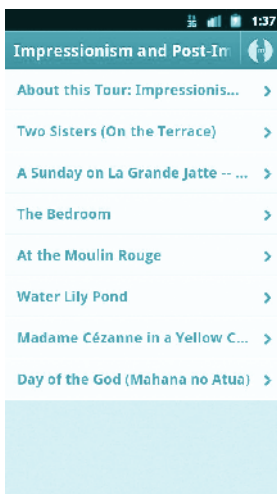 1:37
Impressionism and Post-Im
About this Tour: Impressionis...
Two Sisters (On the Terrace)
A Sunday on La Grande Jatte -- ...
The Bedroom
At the Moulin Rouge
Water Lily Pond
Madame Cézanne in a Yellow C...
Day of the God (Mahana no Atua)